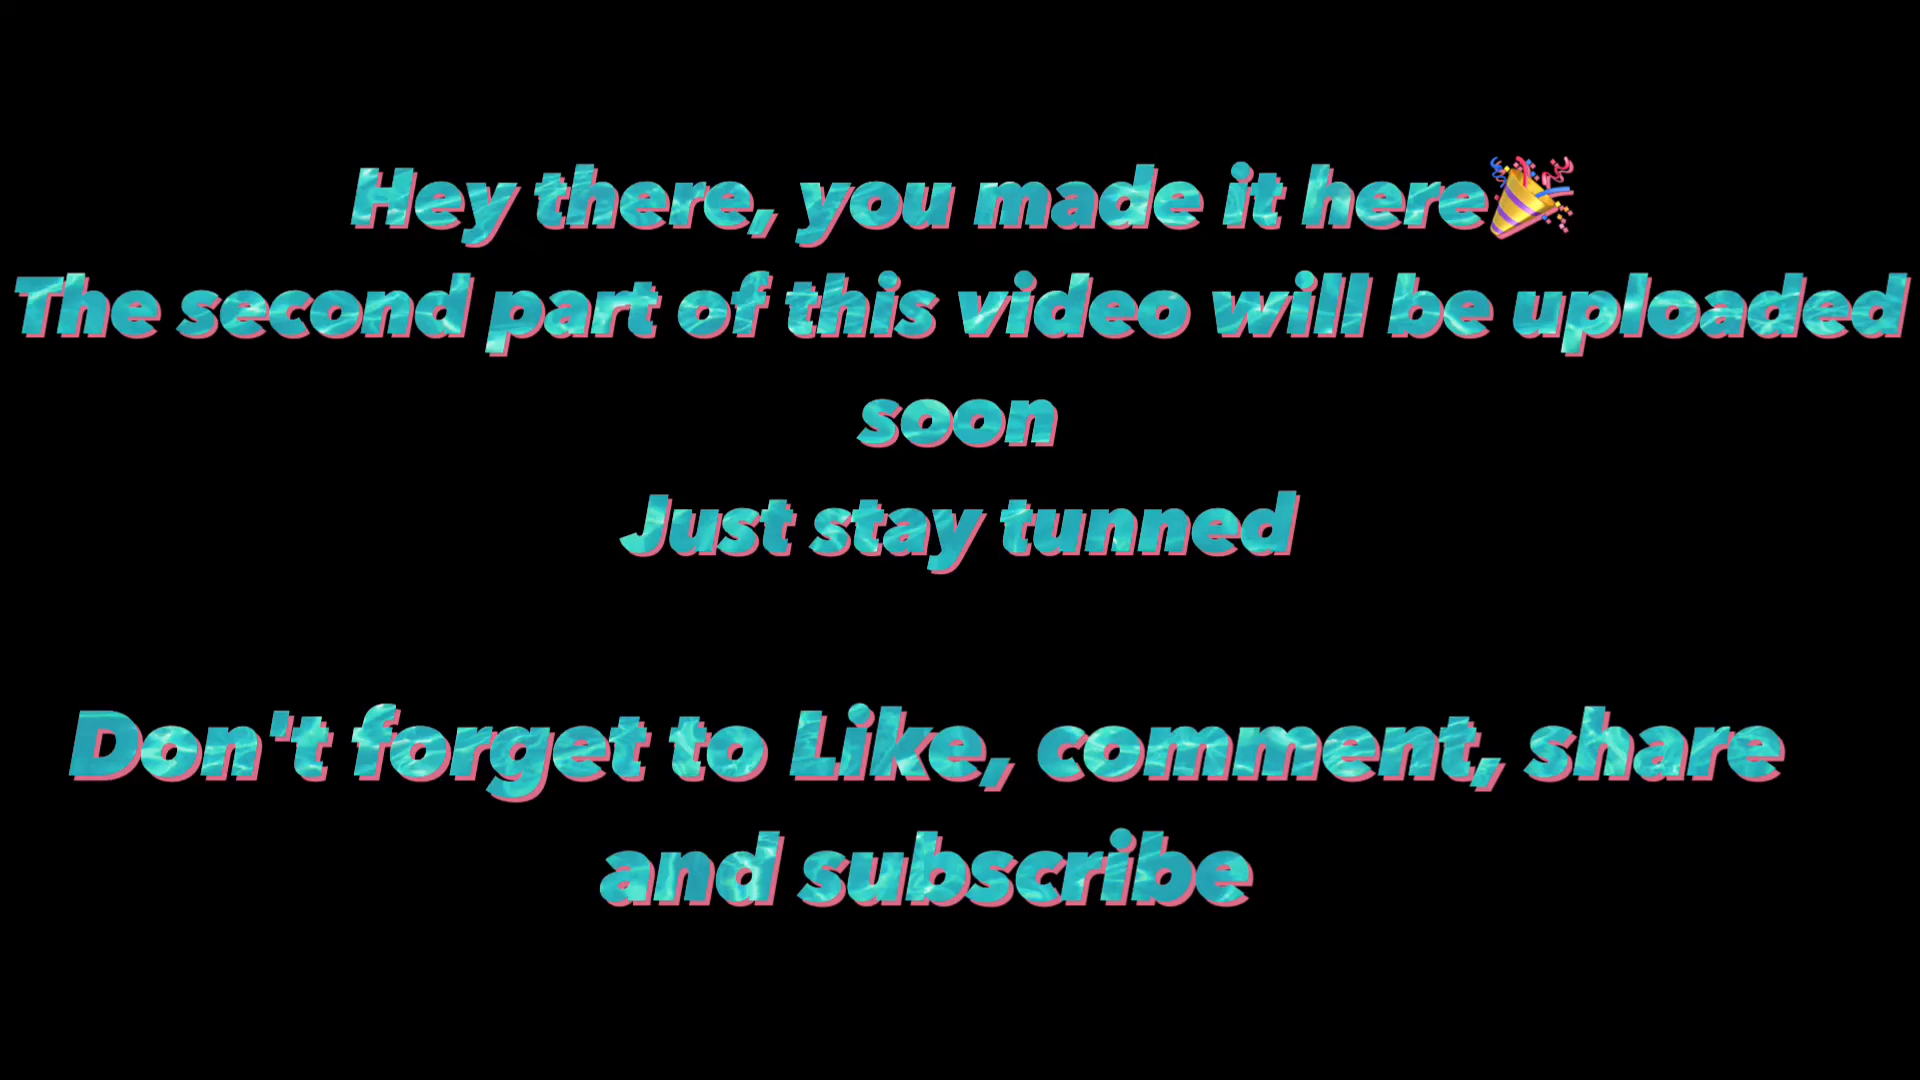 Hey there, you made it here🎉
The second part of this video will be uploaded
soon
Just stay tunned
Don't forget to Like, comment, share
and subscribe